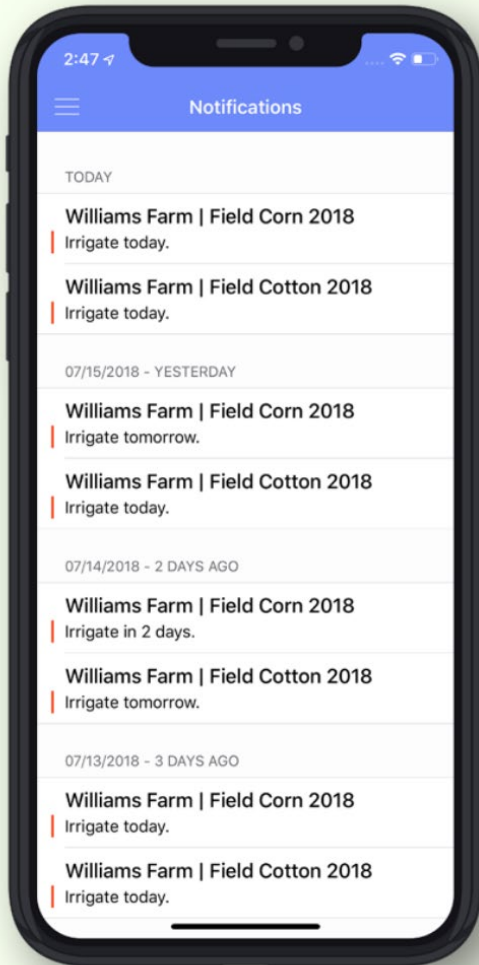 2:47
Notifications
TODAY
Williams Farm | Field Corn 2018
Irrigate today.
Williams Farm | Field Cotton 2018
Irrigate today.
07/15/2018 - YESTERDAY
Williams Farm | Field Corn 2018
Irrigate tomorrow.
Williams Farm | Field Cotton 2018
Irrigate today.
07/14/2018 - 2 DAYS AGO
Williams Farm | Field Corn 2018
Irrigate in 2 days.
Williams Farm | Field Cotton 2018
Irrigate tomorrow.
07/13/2018 - 3 DAYS AGO
Williams Farm | Field Corn 2018
Irrigate today.
Williams Farm | Field Cotton 2018
Irrigate today.